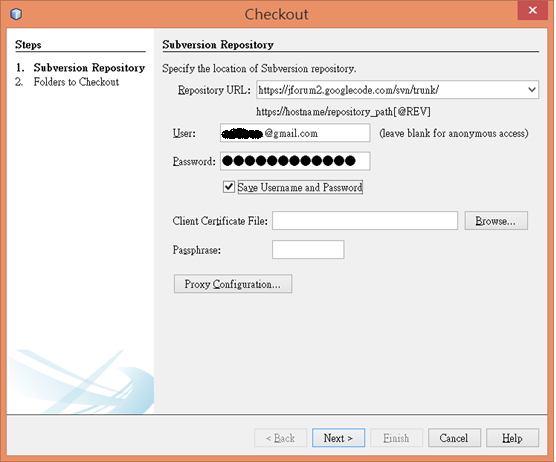 Checkout
Steps
1. Subversion Repository
2. Folders to Checkout
Subversion Repository
Specify the location of Subversion repository.
Repository URL: https://jforum2.googlecode.com/svn/trunk/
https://hostname/repository_path[@REV]
User: @gmail.com (leave blank for anonymous access)
Password: ●●●●●●●●●●●●
Save Username and Password
Client Certificate File: Browse...
Passphrase:
Proxy Configuration...
< Back Next > Finish Cancel Help